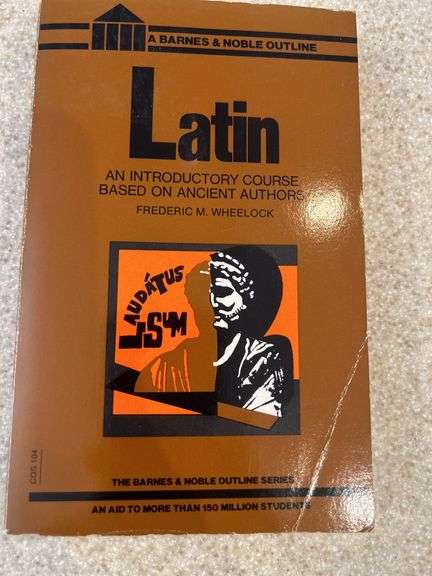 A BARNES & NOBLE OUTLINE
Latin
AN INTRODUCTORY COURSE
BASED ON ANCIENT AUTHORS
FREDERIC M. WHEELOCK
LAUDÁTUS
SUM
COS 104
THE BARNES & NOBLE OUTLINE SERIES
AN AID TO MORE THAN 150 MILLION STUDENTS